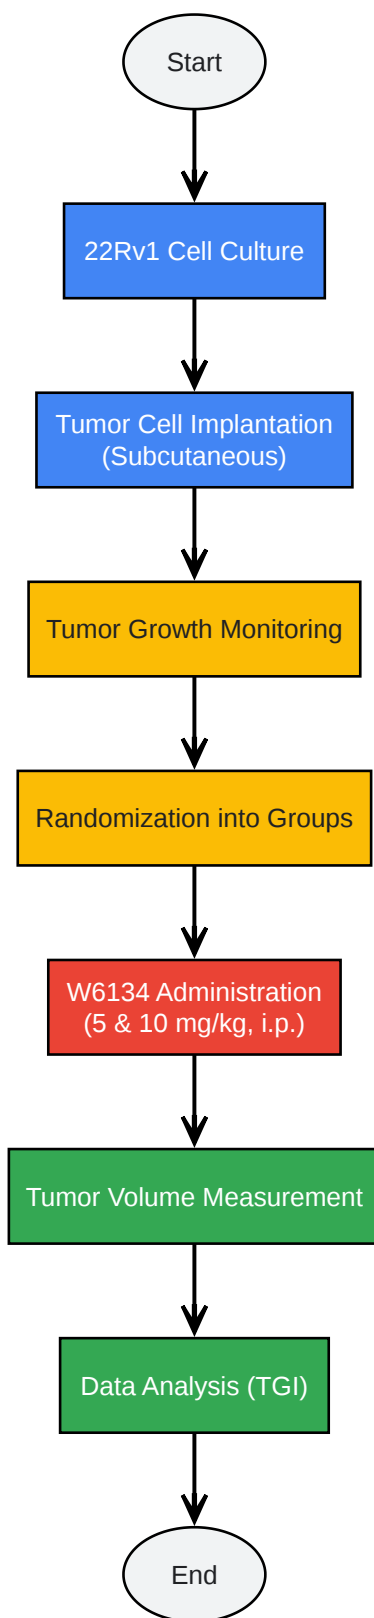 Start
22Rv1 Cell Culture
Tumor Cell Implantation
(Subcutaneous)
Tumor Growth Monitoring
Randomization into Groups
W6134 Administration
(5 & 10 mg/kg, i.p.)
Tumor Volume Measurement
Data Analysis (TGI)
End